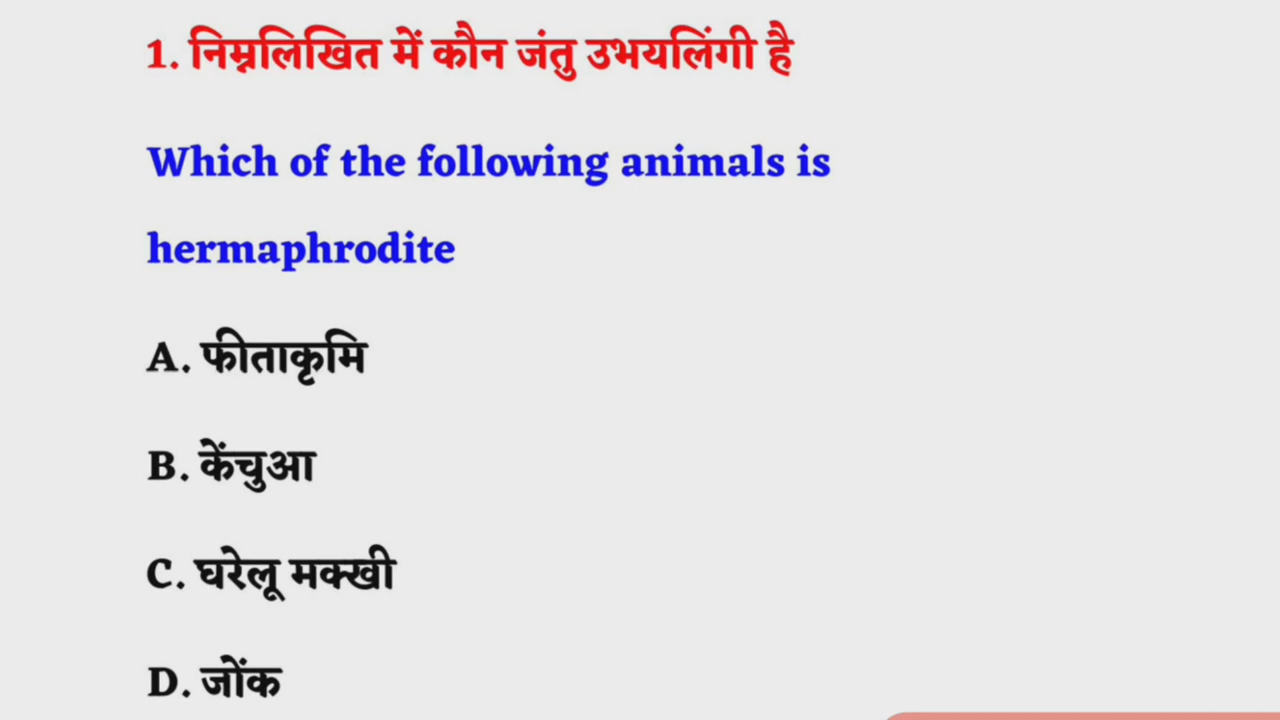 1. निम्नलिखित में कौन जंतु उभयलिंगी है
Which of the following animals is
hermaphrodite
A. फीताकृमि
B. केंचुआ
C. घरेलू मक्खी
D. जोंक